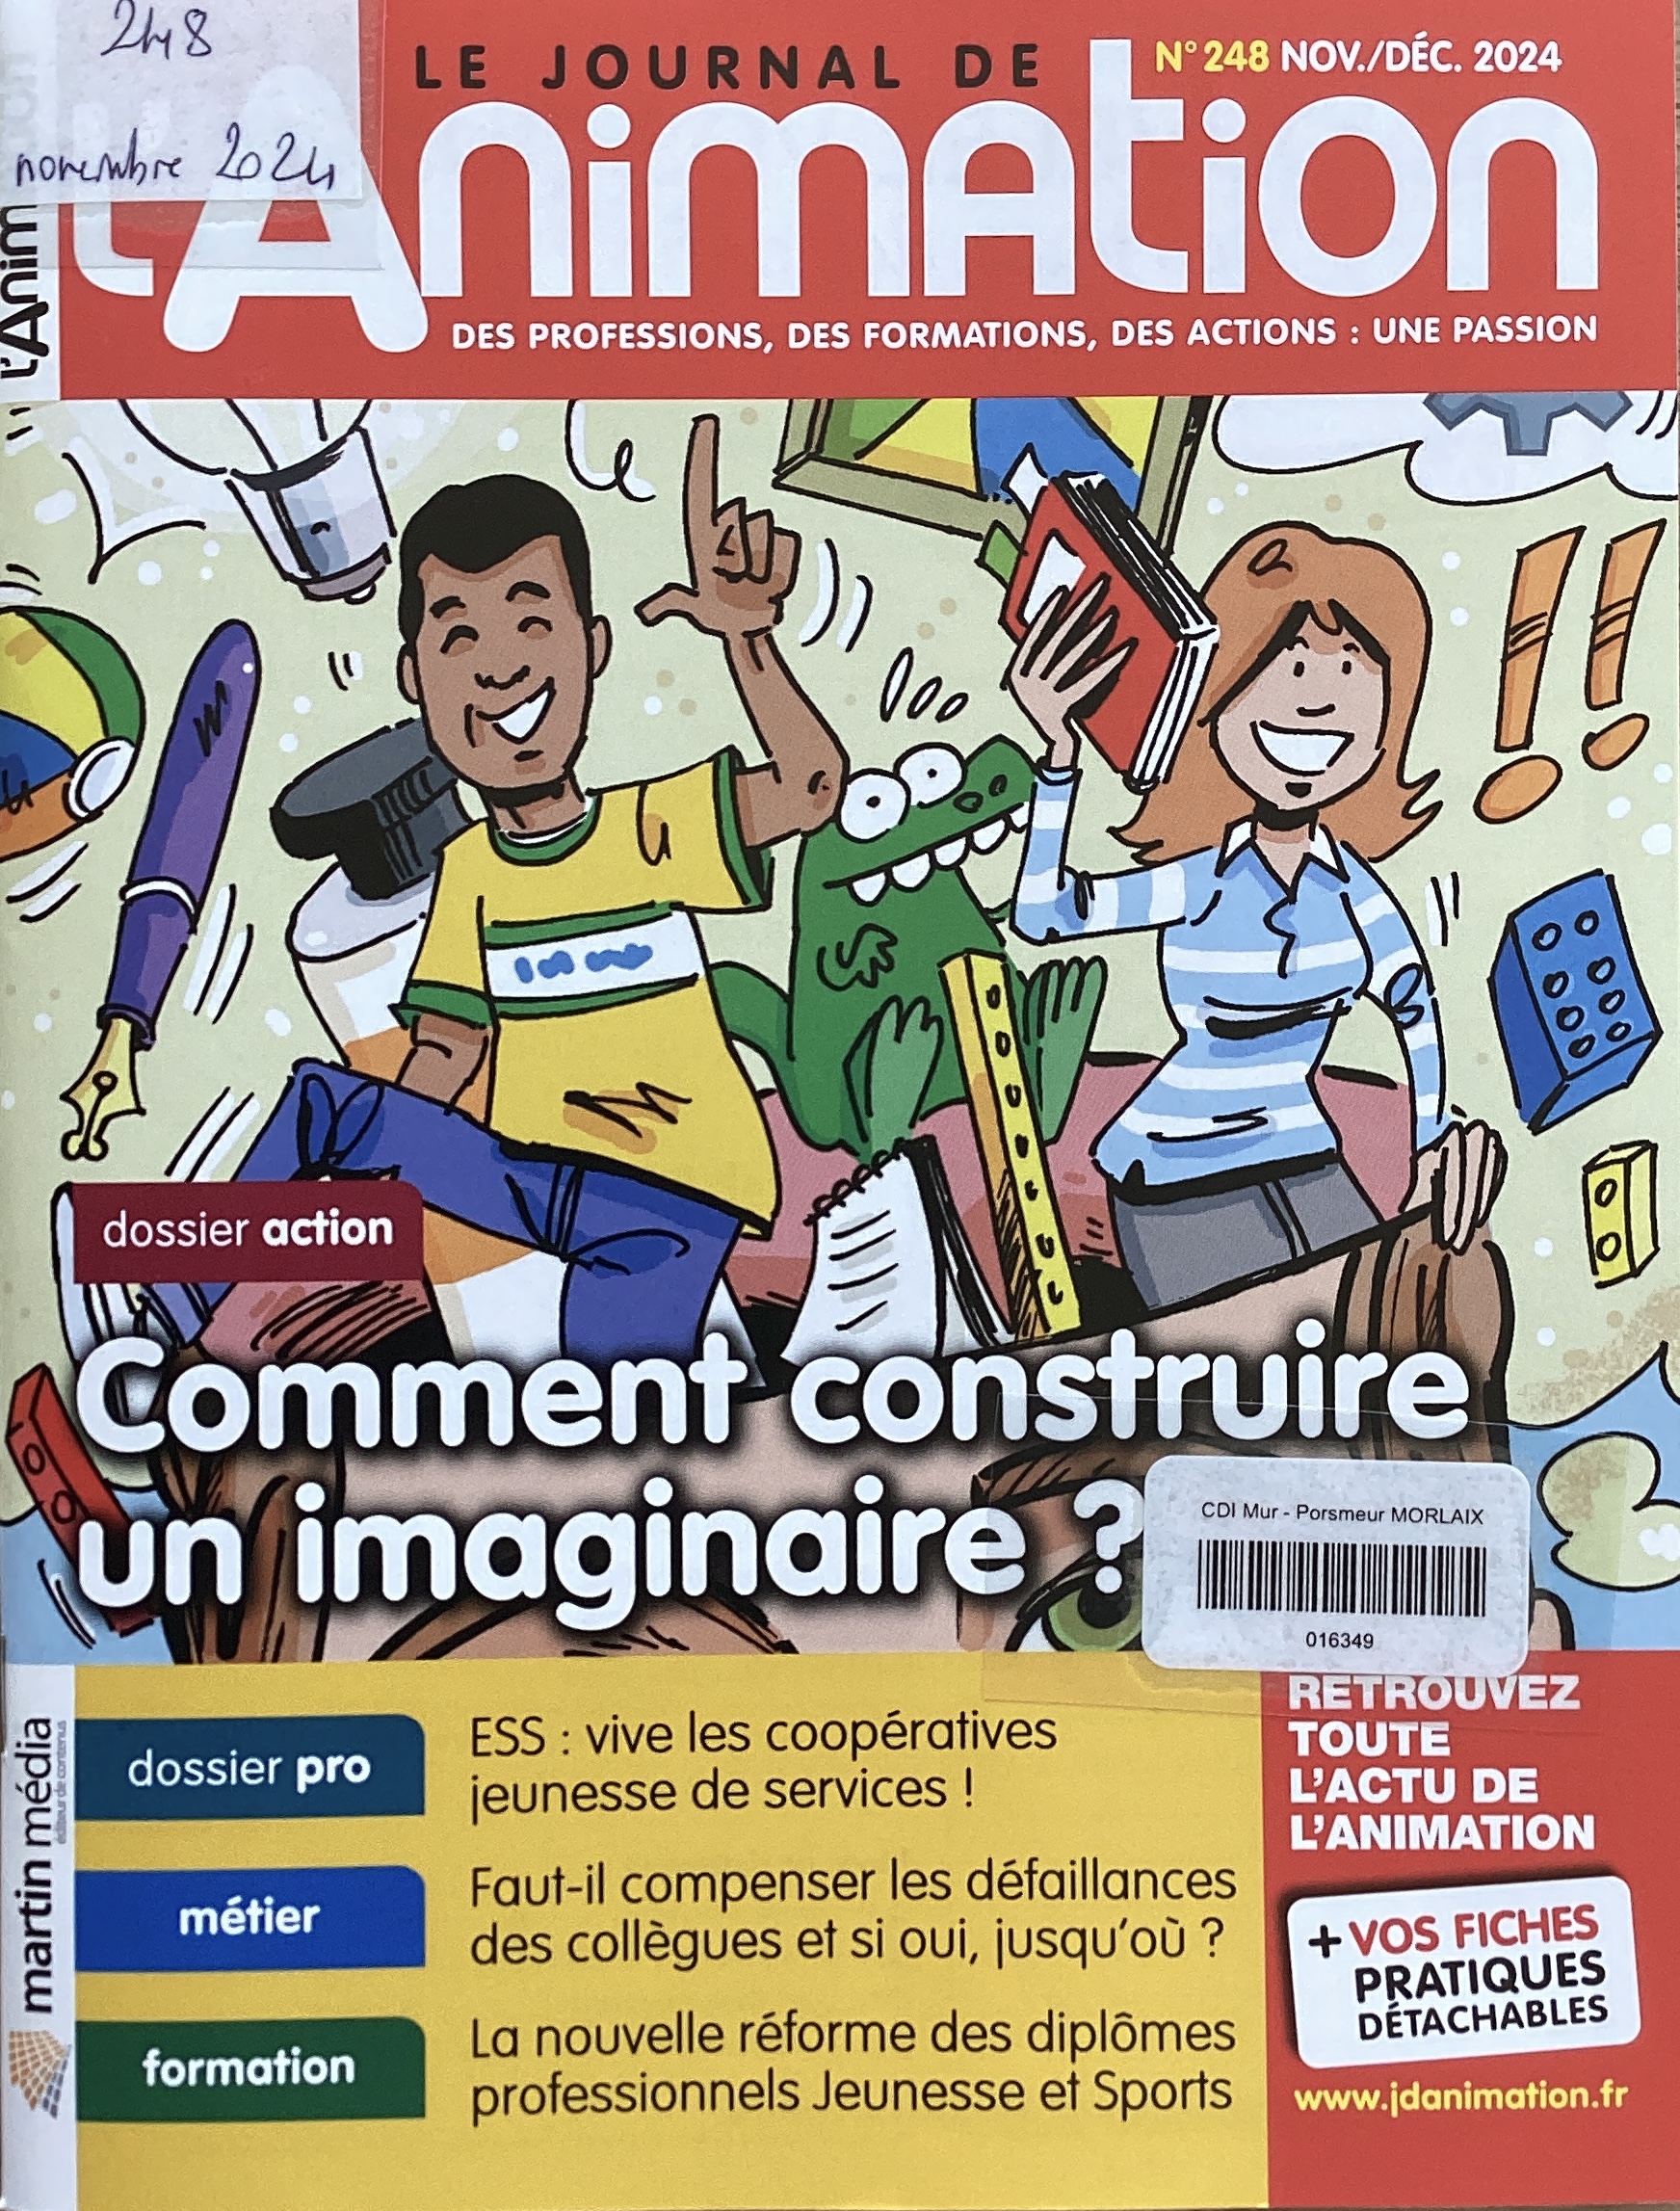 248
novembre 2024
LE JOURNAL DE
N° 248 NOV./DÉC. 2024
L'Animation
DES PROFESSIONS, DES FORMATIONS, DES ACTIONS : UNE PASSION
L'Anim
dossier action
Comment construire
un imaginaire ?
CDI Mur - Porsmeur MORLAIX
016349
martin média
éditeur de contenus
dossier pro
ESS : vive les coopératives
jeunesse de services !
métier
Faut-il compenser les défaillances
des collègues et si oui, jusqu'où ?
formation
La nouvelle réforme des diplômes
professionnels Jeunesse et Sports
RETROUVEZ
TOUTE
L'ACTU DE
L'ANIMATION
+ VOS FICHES
PRATIQUES
DÉTACHABLES
www.jdanimation.fr